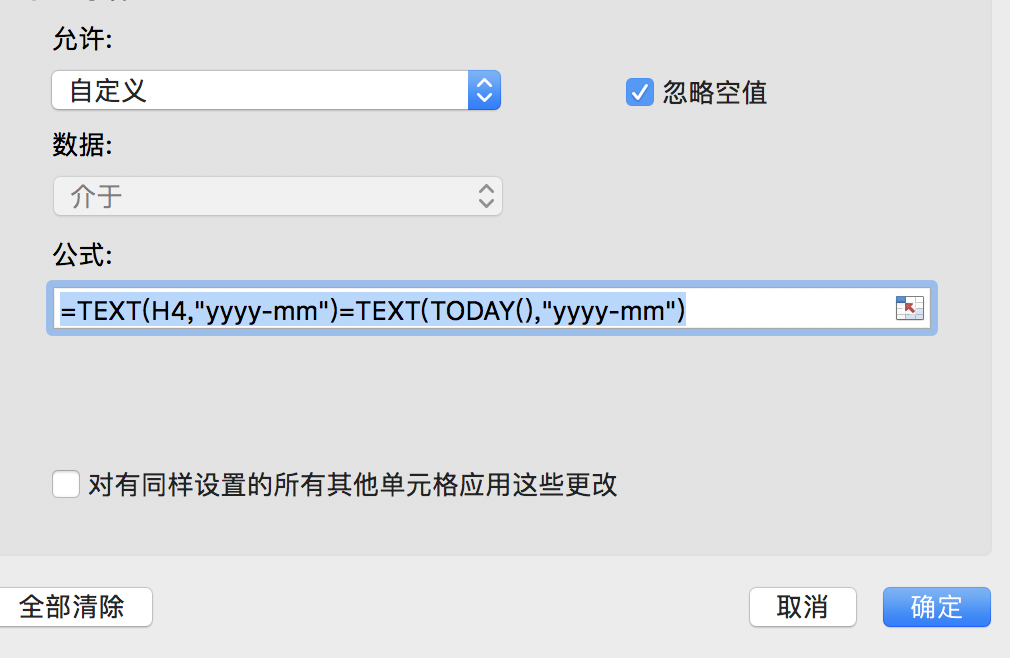 允许:
自定义
忽略空值
数据:
介于
公式:
=TEXT(H4,"yyyy-mm")=TEXT(TODAY(),"yyyy-mm")
对有同样设置的所有其他单元格应用这些更改
全部清除
取消
确定